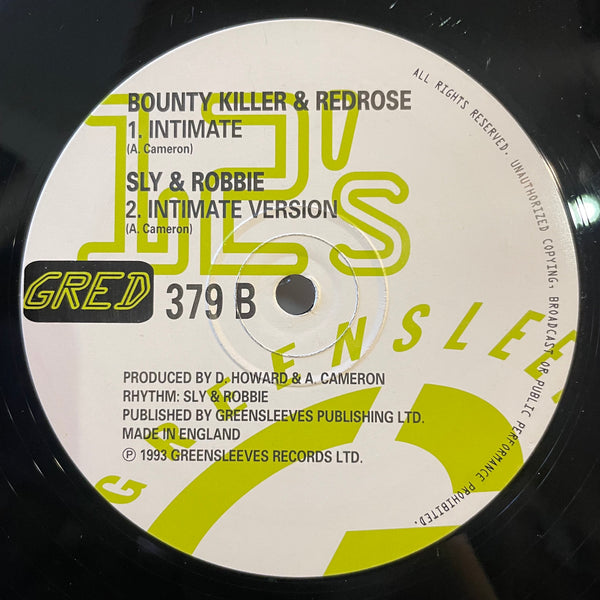 12's
BOUNTY KILLER & REDROSE
1. INTIMATE
(A. Cameron)
SLY & ROBBIE
2. INTIMATE VERSION
(A. Cameron)
GRED 379 B
PRODUCED BY D. HOWARD & A. CAMERON
RHYTHM: SLY & ROBBIE
PUBLISHED BY GREENSLEEVES PUBLISHING LTD.
MADE IN ENGLAND
℗ 1993 GREENSLEEVES RECORDS LTD.
GREENSLEE
ALL RIGHTS RESERVED. UNAUTHORIZED COPYING, BROADCAST OR PUBLIC PERFORMANCE PROHIBITED.